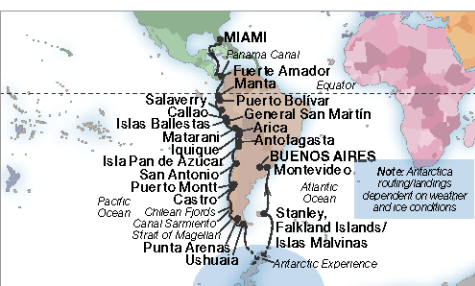 MIAMI
Panama Canal
Fuerte Amador
Manta
Equator
Salaverry
Puerto Bolívar
Callao
General San Martín
Islas Ballestas
Arica
Matarani
Antofagasta
Iquique
BUENOS AIRES
Isla Pan de Azúcar
Montevideo
San Antonio
Puerto Montt
Castro
Pacific
Ocean
Chilean Fjords
Canal Sarmiento
Strait of Magellan
Punta Arenas
Ushuaia
Atlantic
Ocean
Stanley,
Falkland Islands/
Islas Malvinas
Antarctic Experience
Note: Antarctica
routing/landings
dependent on weather
and ice conditions